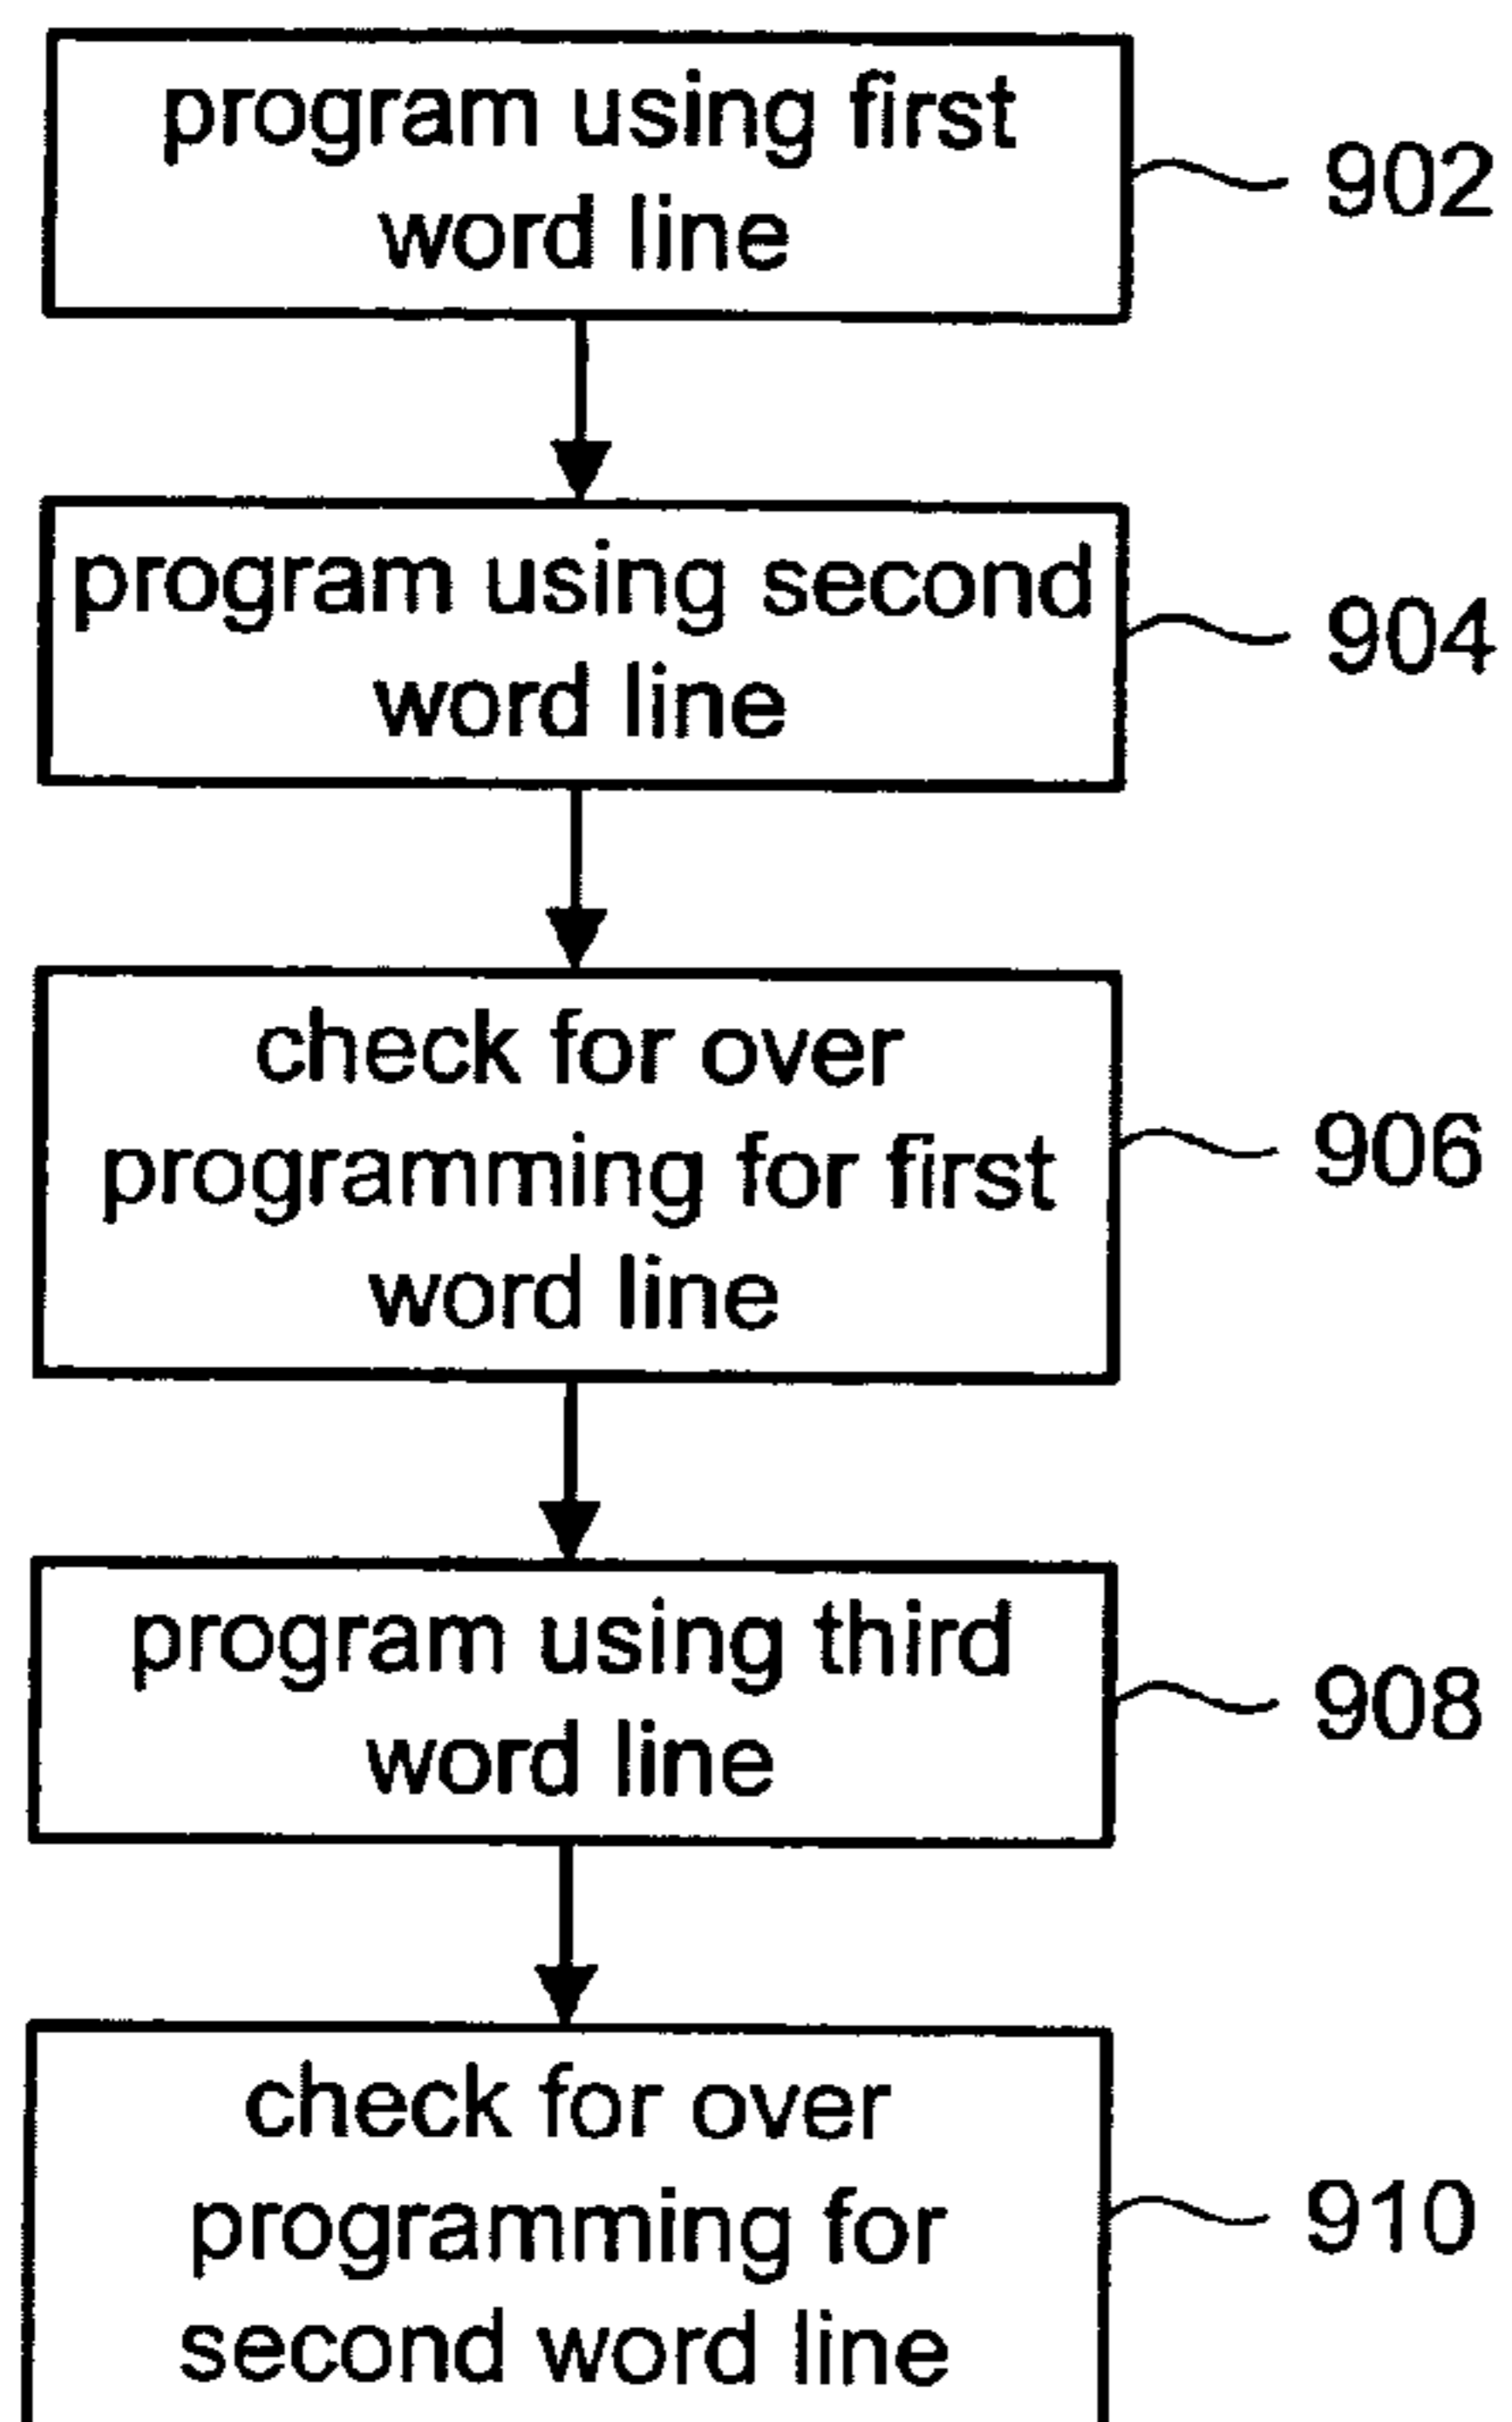 program using first
word line
902
program using second
word line
904
check for over
programming for first
word line
906
program using third
word line
908
check for over
programming for
second word line
910